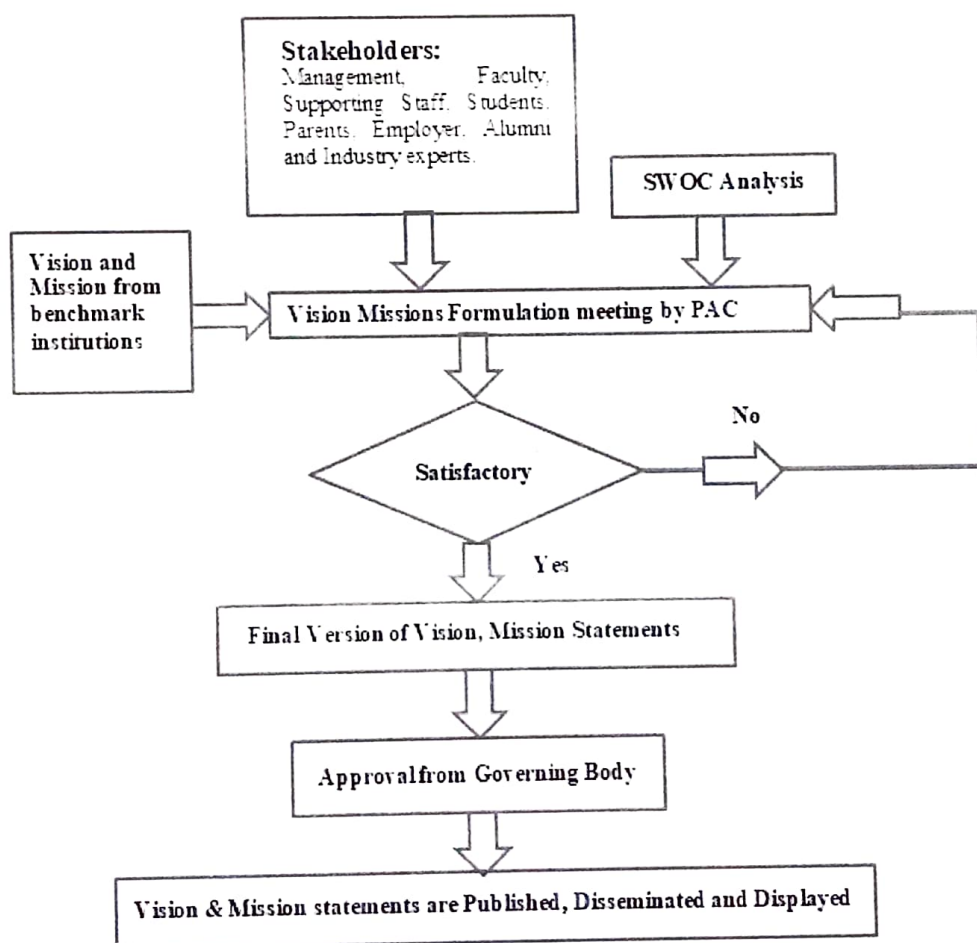 Stakeholders:
Management, Faculty,
Supporting Staff, Students,
Parents, Employer, Alumni
and Industry experts.
SWOC Analysis
Vision and
Mission from
benchmark
institutions
Vision Missions Formulation meeting by PAC
No
Satisfactory
Yes
Final Version of Vision, Mission Statements
Approval from Governing Body
Vision & Mission statements are Published, Disseminated and Displayed